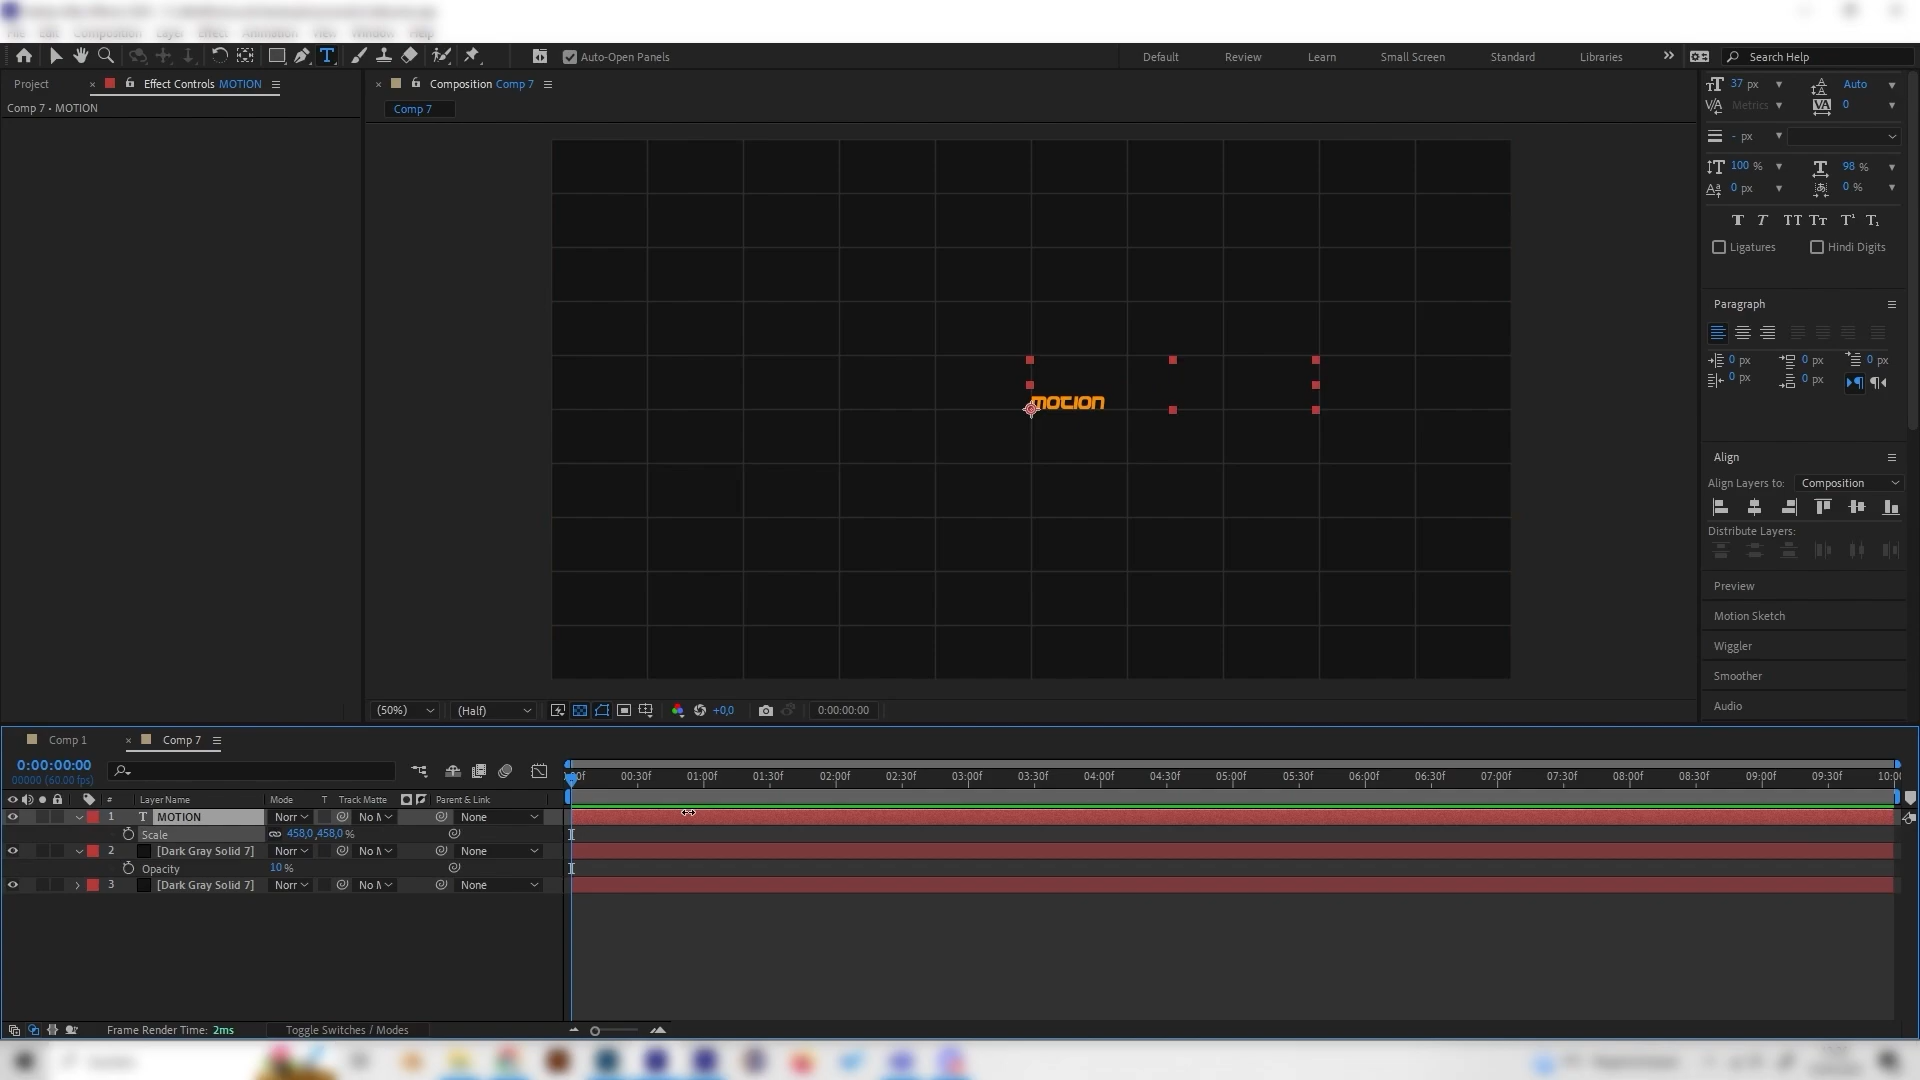 Auto-Open Panels
Default Review Learn Small Screen Standard Libraries Search Help
Project × Effect Controls MOTION
Comp 7 • MOTION
× Composition Comp 7
Comp 7
37 px Auto
Metrics 0
- px
100 % 98 %
0 px 0 %
T T TT Tt T¹ T₁
Ligatures Hindi Digits
Paragraph
0 px 0 px 0 px
0 px 0 px
MOTION
Align
Align Layers to: Composition
Distribute Layers:
Preview
Motion Sketch
Wiggler
Smoother
Audio
(50%) (Half) +0,0 0:00:00:00
Comp 1 × Comp 7
0:00:00:00
00000 (60.00 fps)
00:30f 01:00f 01:30f 02:00f 02:30f 03:00f 03:30f 04:00f 04:30f 05:00f 05:30f 06:00f 06:30f 07:00f 07:30f 08:00f 08:30f 09:00f 09:30f
# Layer Name Mode T Track Matte Parent & Link
1 T MOTION Norr No M None
Scale 458,0,458,0 %
2 [Dark Gray Solid 7] Norr No M None
Opacity 10 %
3 [Dark Gray Solid 7] Norr No M None
Frame Render Time: 2ms Toggle Switches / Modes